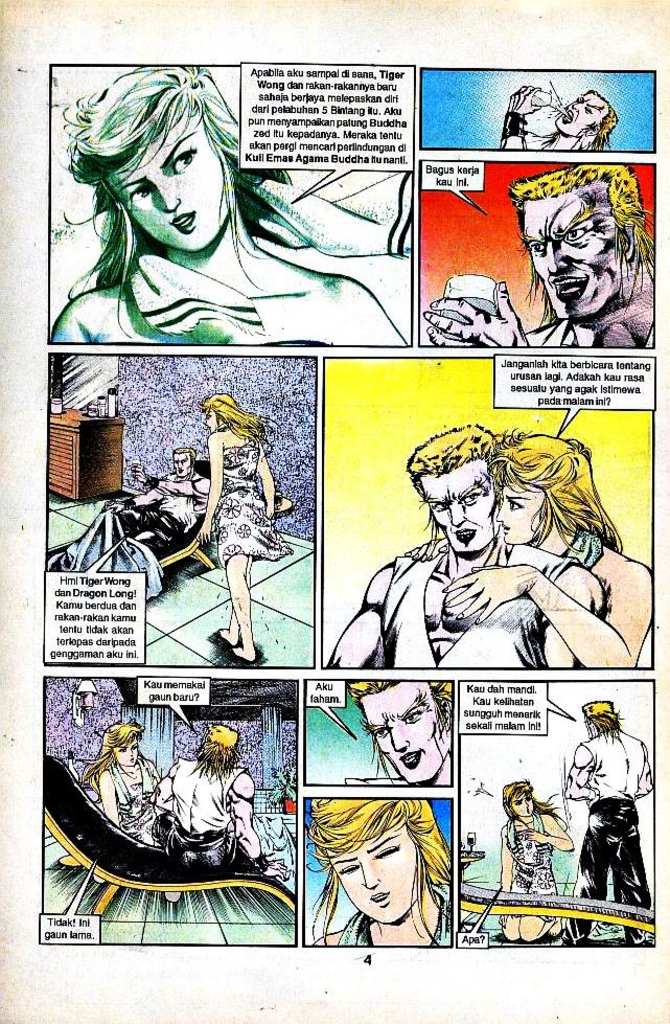 Apabila aku sampai di sana, Tiger
Wong dan rakan-rakannya baru
sahaja berjaya melepaskan diri
dari pelabuhan 5 Bintang itu. Aku
pun menyampaikan patung Buddha
zed itu kepadanya. Meraka tentu
akan pergi mencari perlindungan di
Kuil Emas Agama Buddha itu nanti.
Bagus kerja
kau ini.
Hm! Tiger Wong
dan Dragon Long!
Kamu berdua dan
rakan-rakan kamu
tentu tidak akan
terlepas daripada
genggaman aku ini.
Janganlah kita berbicara tentang
urusan lagi. Adakah kau rasa
sesuatu yang agak istimewa
pada malam ini?
Kau memakai
gaun baru?
Tidak! Ini
gaun lama.
Aku
faham.
Kau dah mandi.
Kau kelihatan
sungguh menarik
sekali malam ini!
Apa?
4